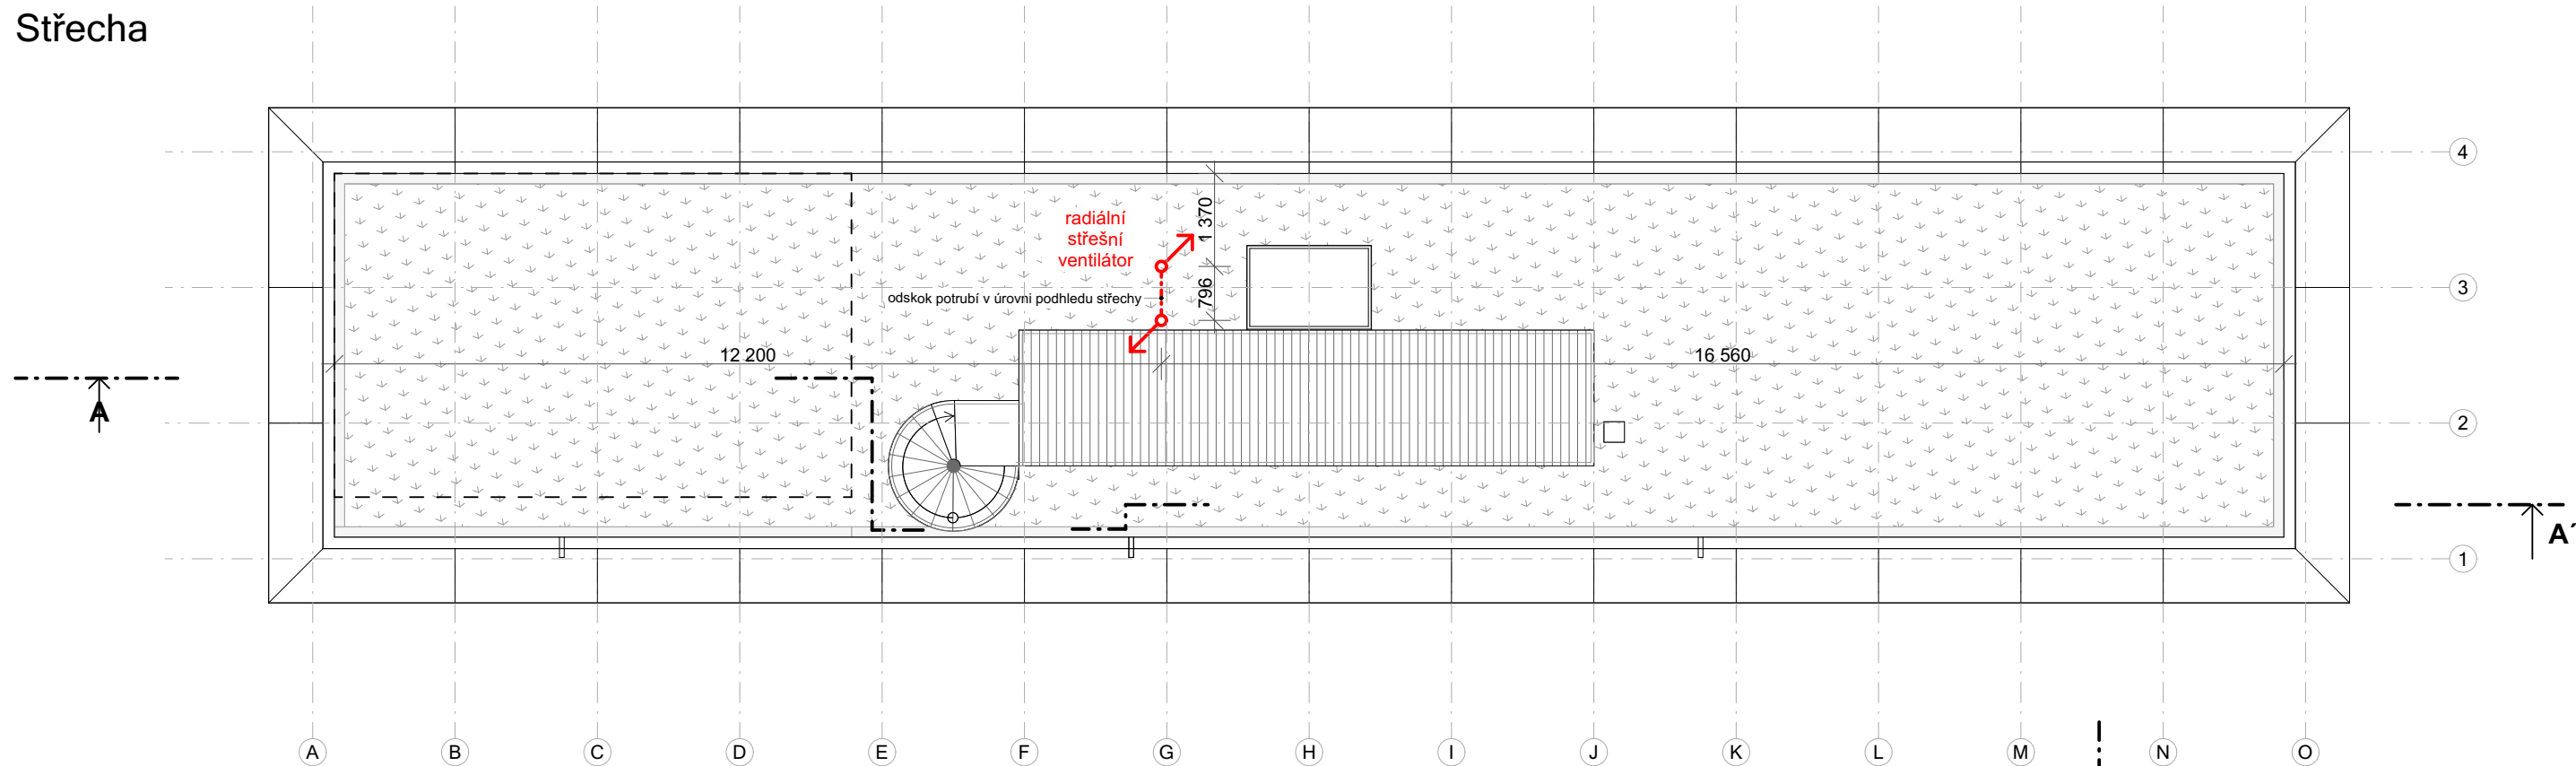 Střecha
4
radiální
střešní
ventilátor
1 370
odskok potrubí v úrovni podhledu střechy
796
3
12 200
16 560
A
2
A´
1
A
B
C
D
E
F
G
H
I
J
K
L
M
N
O